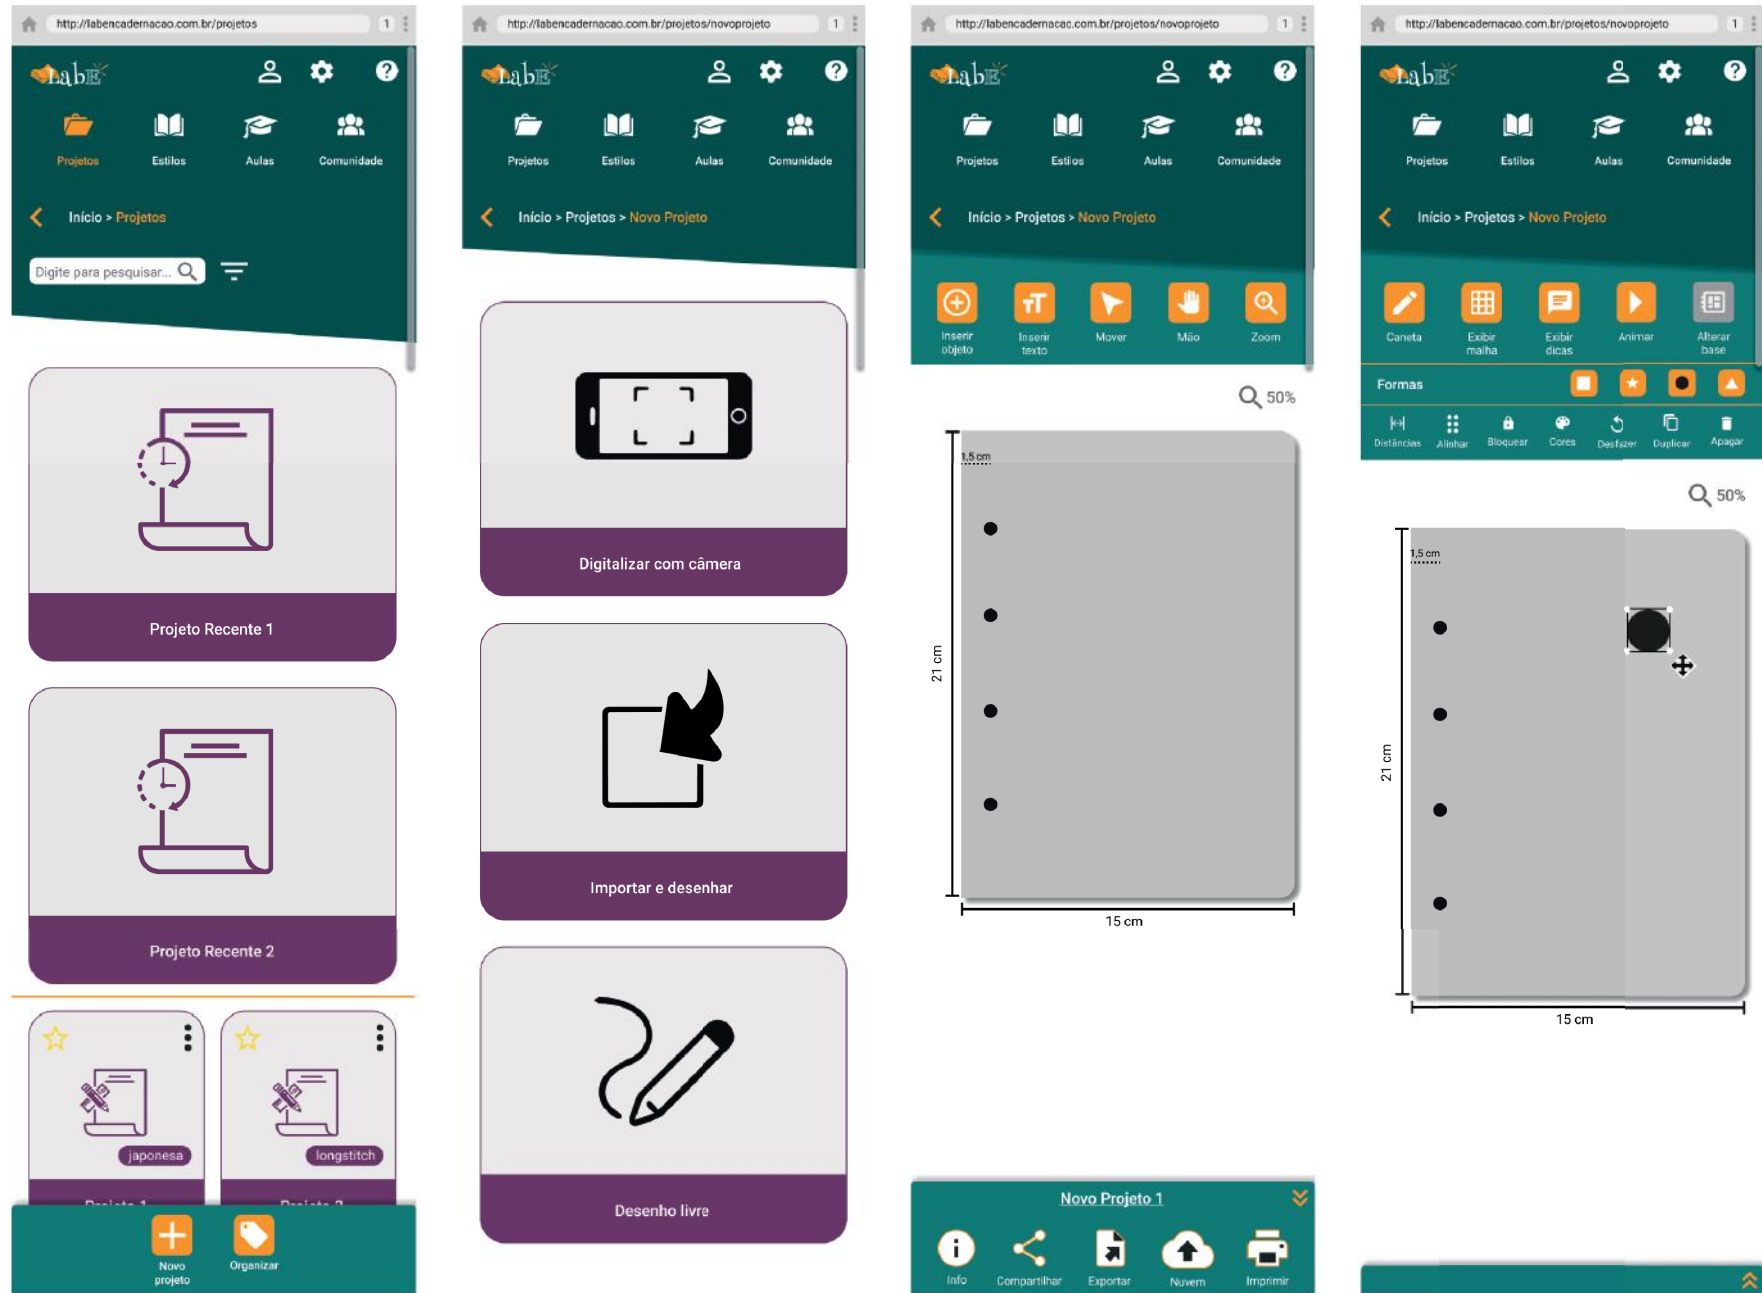 http://labencadernacao.com.br/projetos
1
LabE
Projetos
Estilos
Aulas
Comunidade
Início > Projetos
Digite para pesquisar...
Projeto Recente 1
Projeto Recente 2
japonesa
longstitch
Projeto 1
Projeto 2
Novo
projeto
Organizar
http://labencadernacao.com.br/projetos/novoprojeto
1
LabE
Projetos
Estilos
Aulas
Comunidade
Início > Projetos > Novo Projeto
Digitalizar com câmera
Importar e desenhar
Desenho livre
http://labencadernacao.com.br/projetos/novoprojeto
1
LabE
Projetos
Estilos
Aulas
Comunidade
Início > Projetos > Novo Projeto
Inserir
objeto
Inserir
texto
Mover
Mão
Zoom
50%
1,5 cm
21 cm
15 cm
Novo Projeto 1
Info
Compartilhar
Exportar
Nuvem
Imprimir
http://labencadernacao.com.br/projetos/novoprojeto
1
LabE
Projetos
Estilos
Aulas
Comunidade
Início > Projetos > Novo Projeto
Caneta
Exibir
malha
Exibir
dicas
Animar
Alterar
base
Formas
Distâncias
Alinhar
Bloquear
Cores
Desfazer
Duplicar
Apagar
50%
1,5 cm
21 cm
15 cm